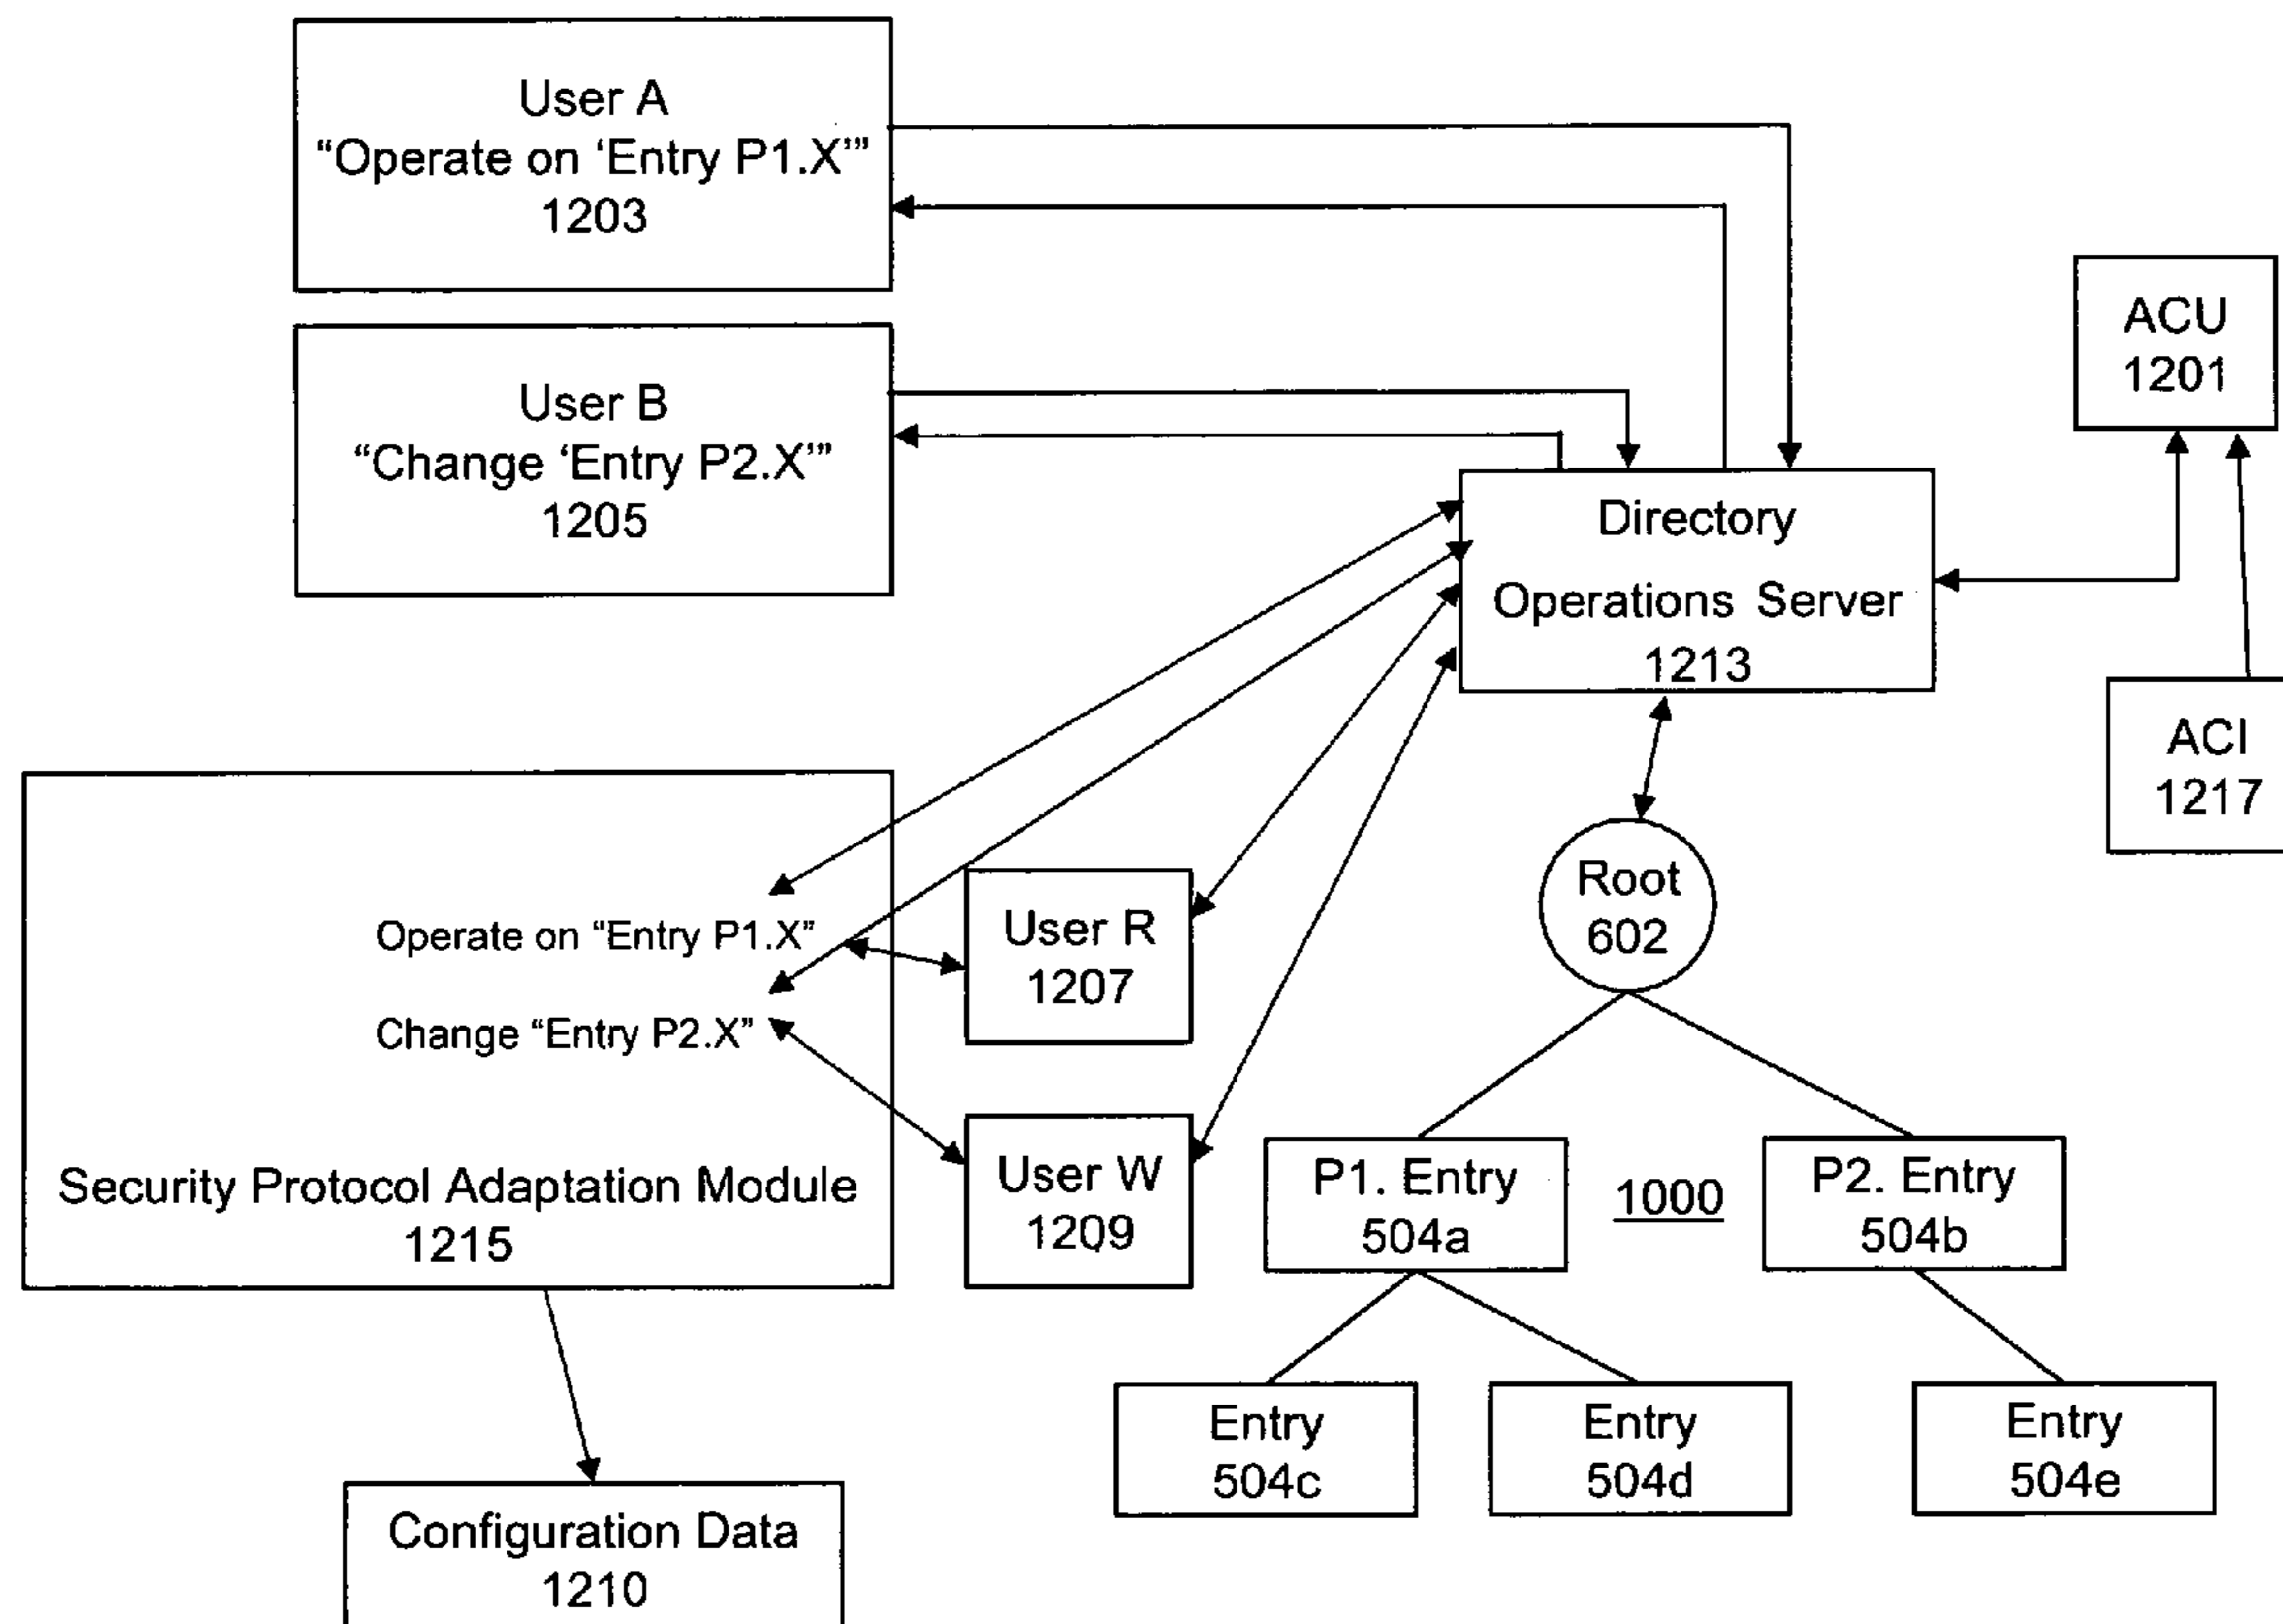 User A
“Operate on ‘Entry P1.X’”
1203
User B
“Change ‘Entry P2.X’”
1205
ACU
1201
Directory
Operations Server
1213
ACI
1217
Operate on “Entry P1.X”
Change “Entry P2.X”
Security Protocol Adaptation Module
1215
User R
1207
User W
1209
Root
602
P1. Entry
504a
1000
P2. Entry
504b
Entry
504c
Entry
504d
Entry
504e
Configuration Data
1210